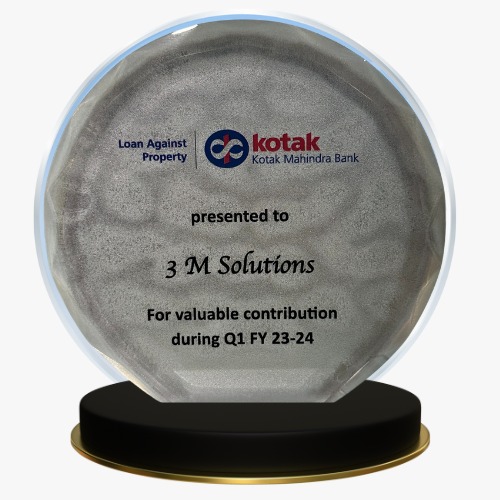 Loan Against
Property
kotak
Kotak Mahindra Bank
presented to
3 M Solutions
For valuable contribution
during Q1 FY 23-24